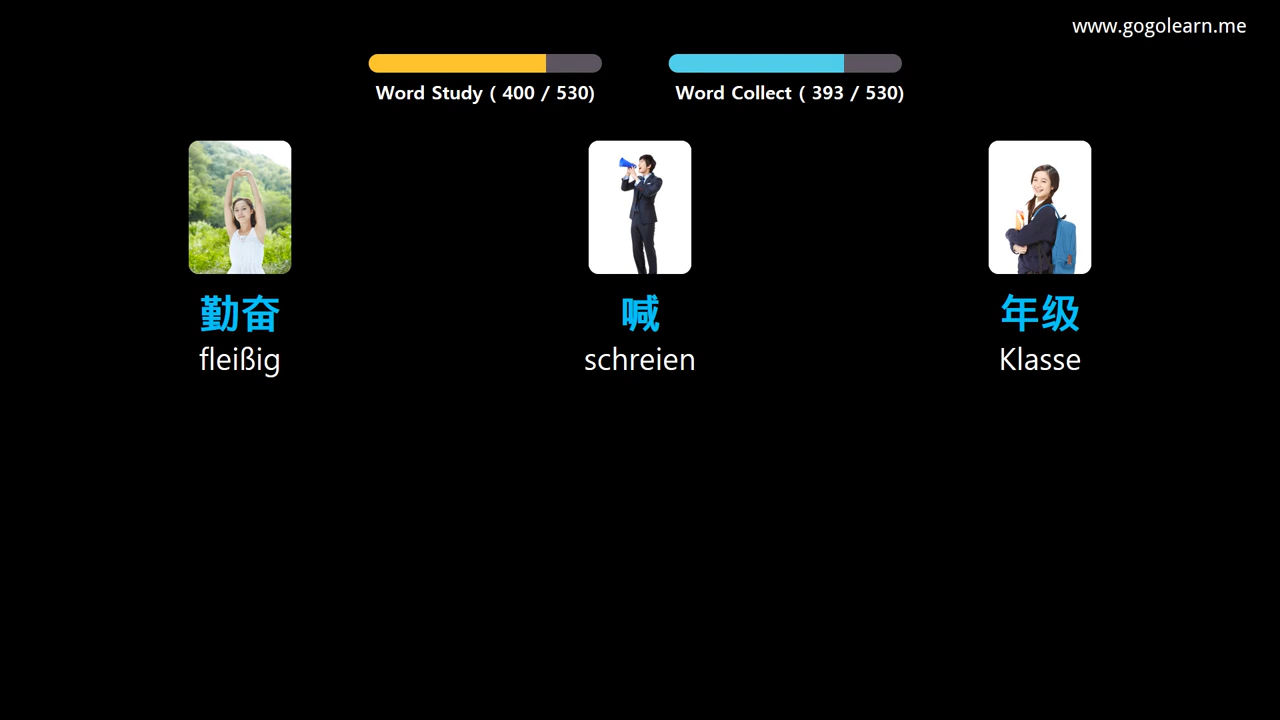 www.gogolearn.me
Word Study ( 400 / 530)
Word Collect ( 393 / 530)
勤奋
喊
年级
fleißig
schreien
Klasse